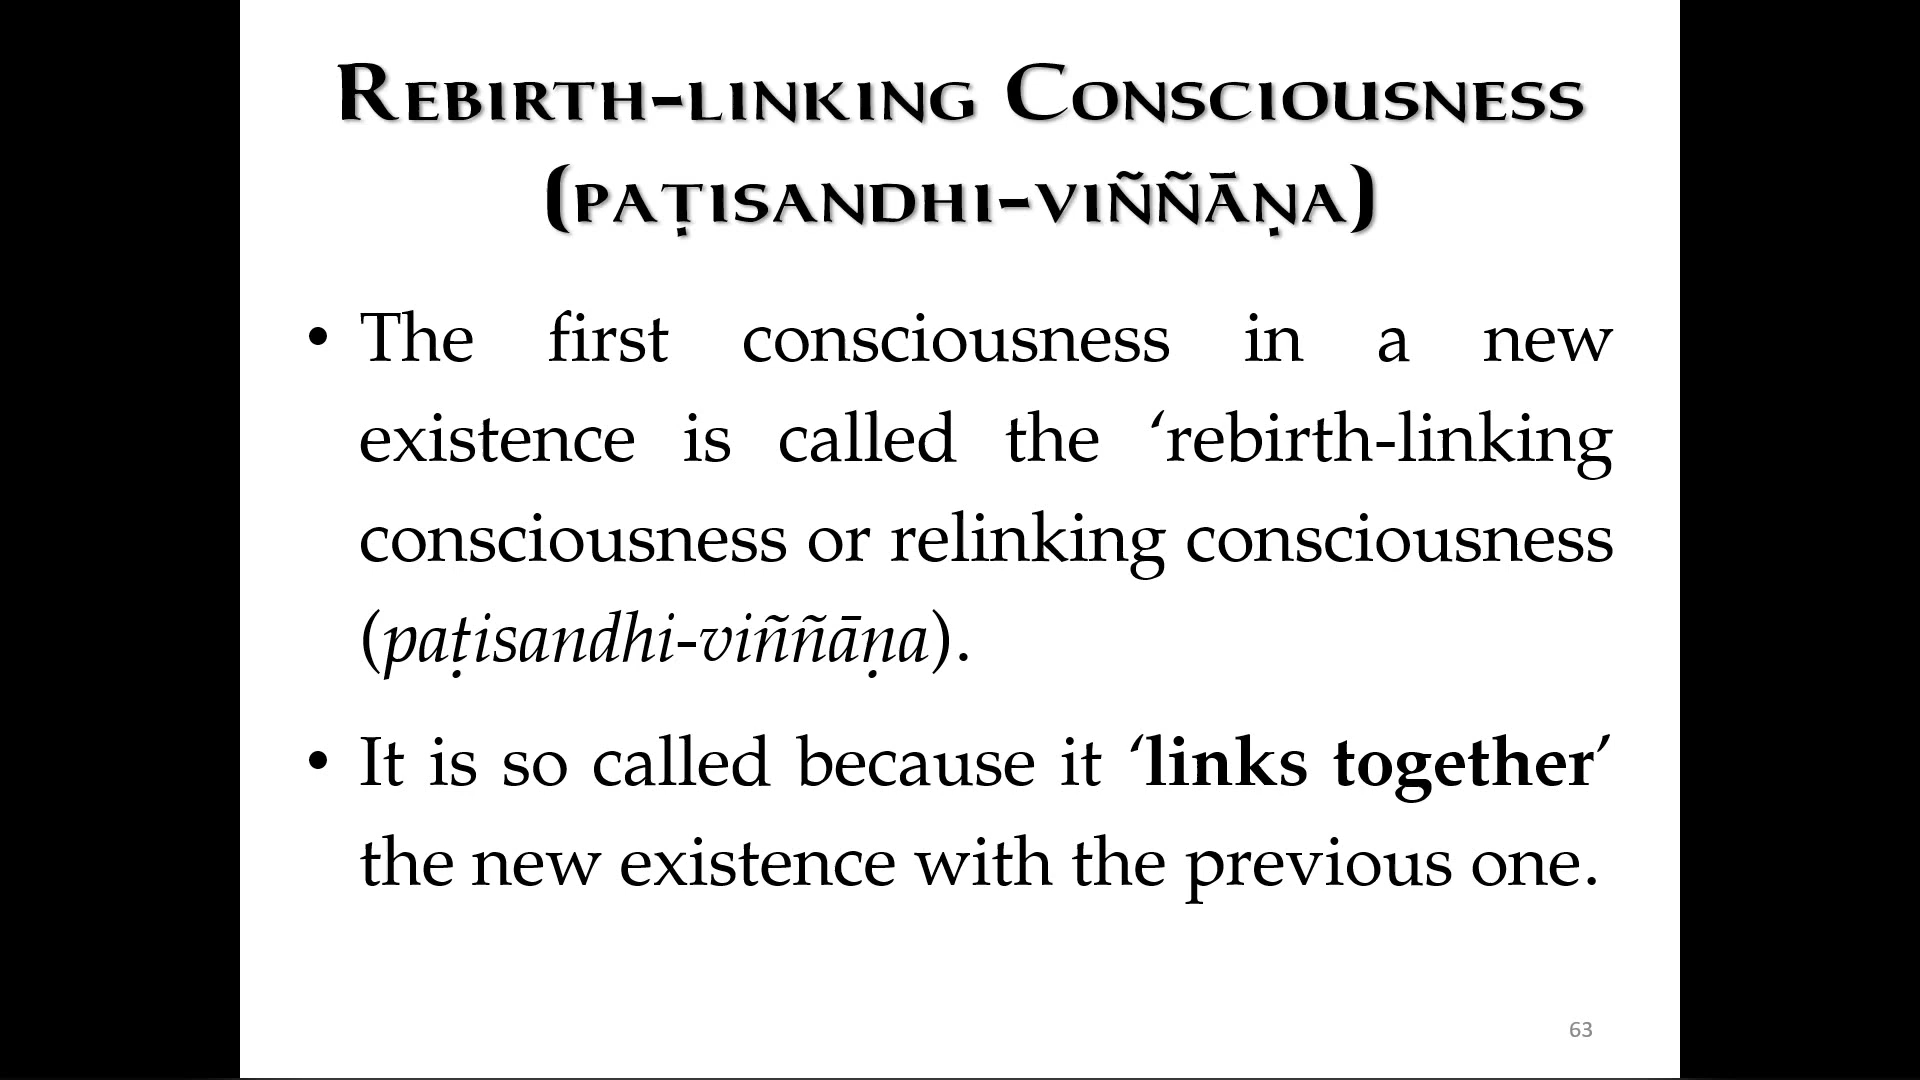 Rebirth-linking Consciousness
(paṭisandhi-viññāṇa)
• The first consciousness in a new
existence is called the ‘rebirth-linking
consciousness or relinking consciousness
(paṭisandhi-viññāṇa).
• It is so called because it ‘links together’
the new existence with the previous one.
63